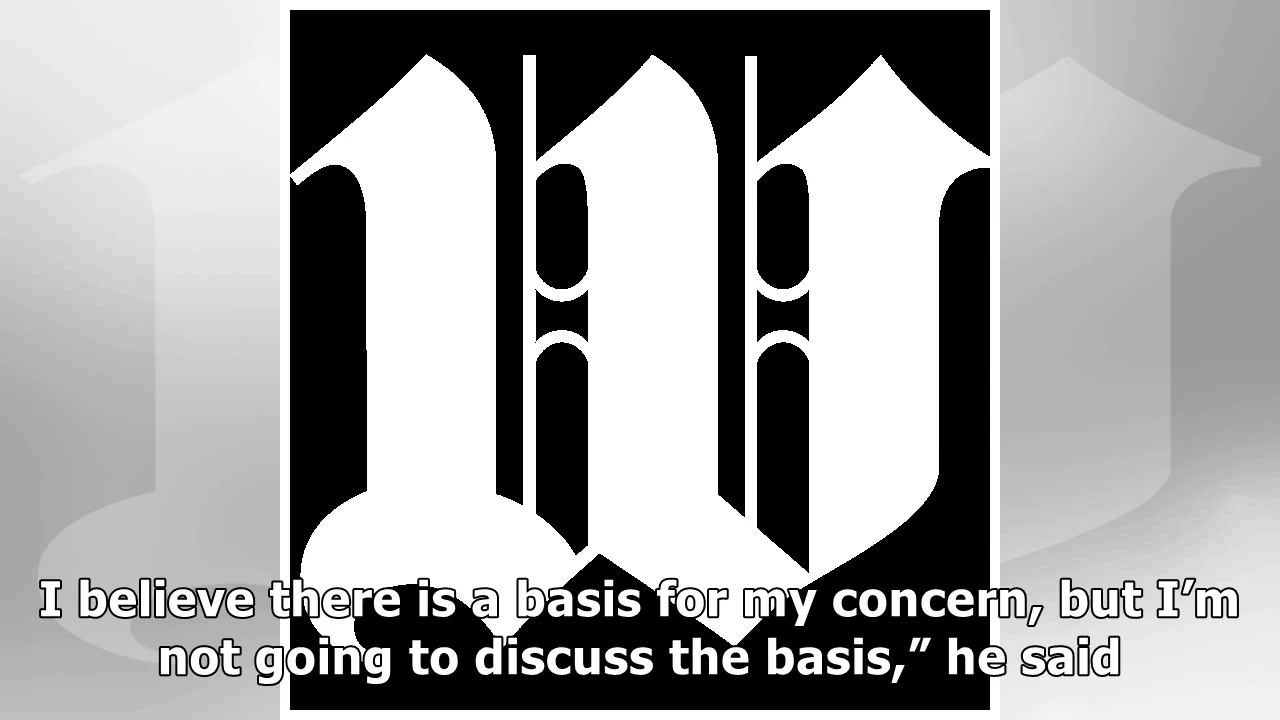 W
I believe there is a basis for my concern, but I’m
not going to discuss the basis,” he said